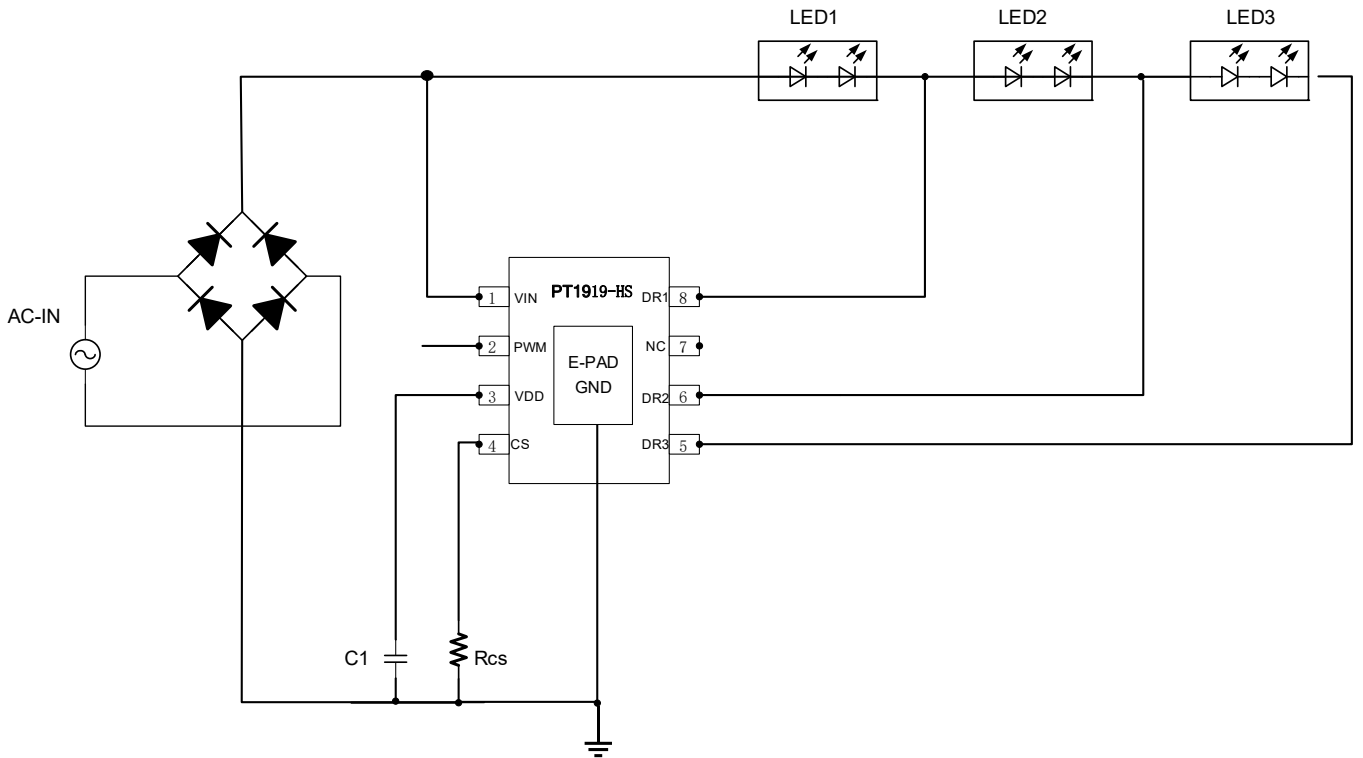 LED1
LED2
LED3
AC-IN
PT1919-HS
1 VIN
DR1 8
2 PWM
NC 7
3 VDD
DR2 6
4 CS
DR3 5
E-PAD
GND
C1
Rcs